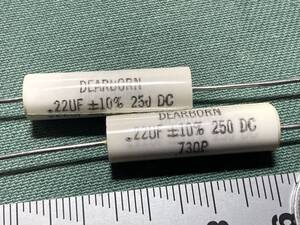 DEARBORN
.22UF ±10% 250 DC
DEARBORN
.22UF ±10% 250 DC
730P